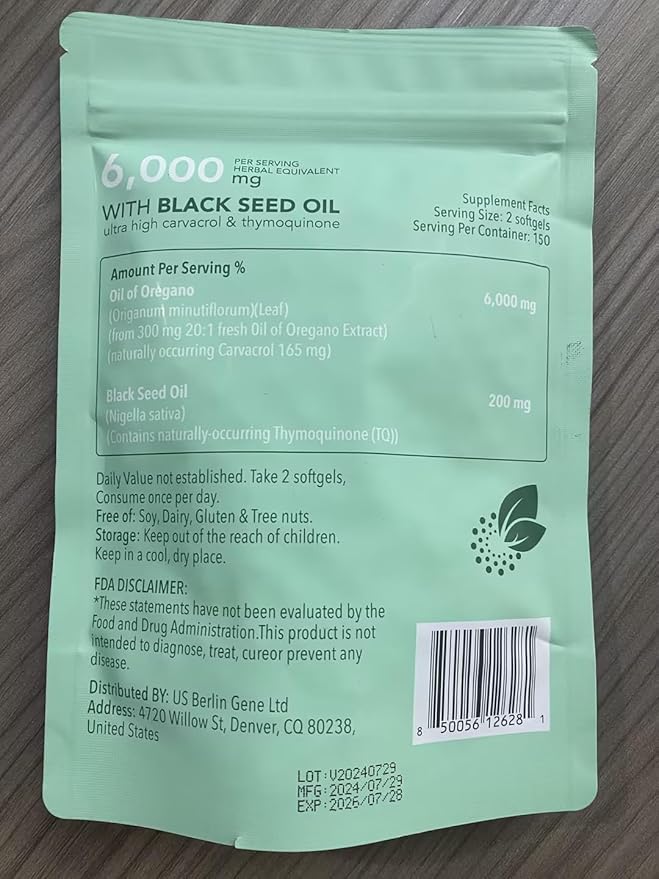 6,000 mg PER SERVING
HERBAL EQUIVALENT
WITH BLACK SEED OIL
ultra high carvacrol & thymoquinone
Supplement Facts
Serving Size: 2 softgels
Serving Per Container: 150
Amount Per Serving %
Oil of Oregano 6,000 mg
(Origanum minutiflorum)(Leaf)
(from 300 mg 20:1 fresh Oil of Oregano Extract)
(naturally occurring Carvacrol 165 mg)
Black Seed Oil 200 mg
(Nigella sativa)
(Contains naturally-occurring Thymoquinone (TQ))
Daily Value not established. Take 2 softgels,
Consume once per day.
Free of: Soy, Dairy, Gluten & Tree nuts.
Storage: Keep out of the reach of children.
Keep in a cool, dry place.
FDA DISCLAIMER:
*These statements have not been evaluated by the
Food and Drug Administration.This product is not
intended to diagnose, treat, cureor prevent any
disease.
Distributed BY: US Berlin Gene Ltd
Address: 4720 Willow St, Denver, CQ 80238,
United States
8 50056 12628 1
LOT:V20240729
MFG:2024/07/29
EXP:2026/07/28